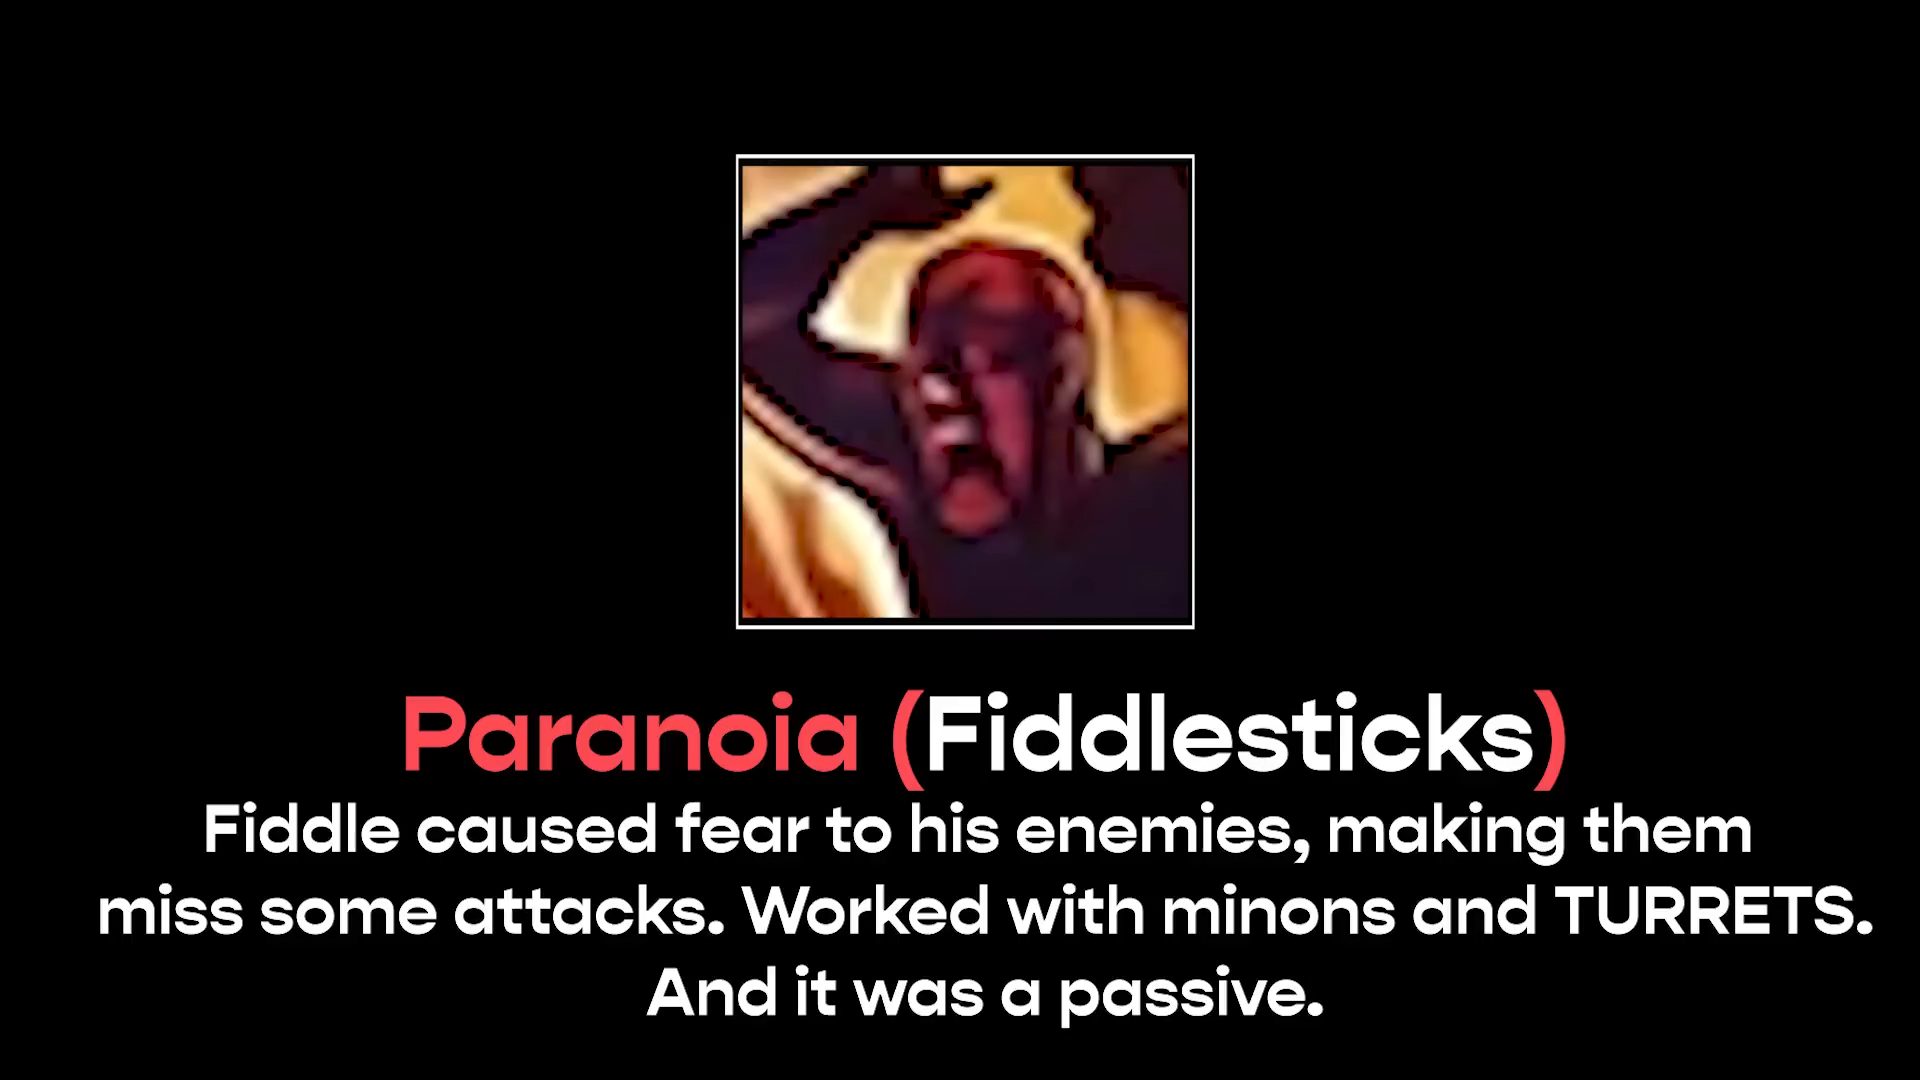 Paranoia (Fiddlesticks)
Fiddle caused fear to his enemies, making them
miss some attacks. Worked with minons and TURRETS.
And it was a passive.